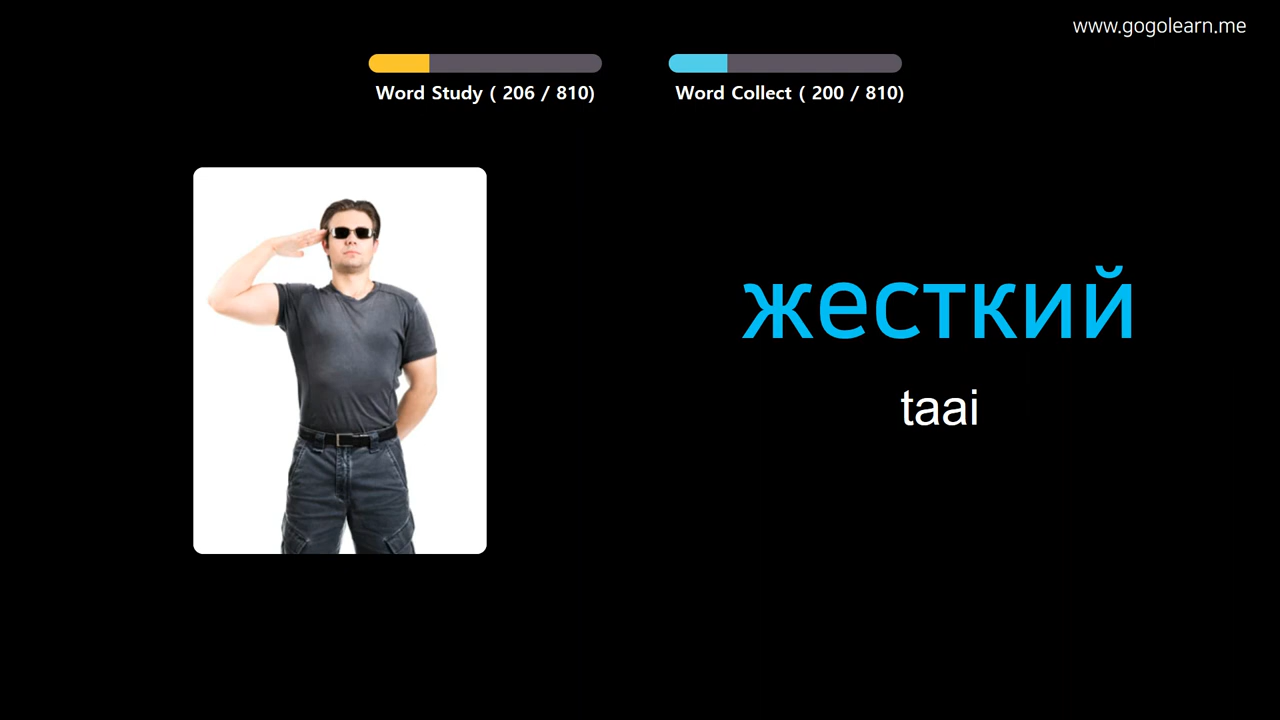 www.gogolearn.me
Word Study ( 206 / 810)
Word Collect ( 200 / 810)
жесткий
taai